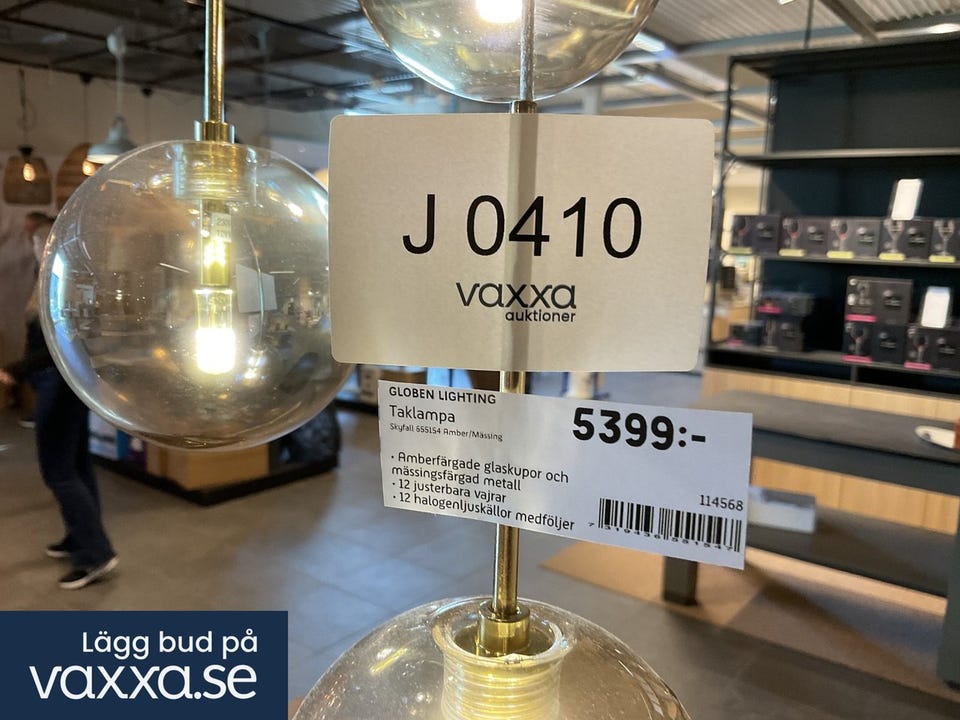 J 0410
vaxxa
auktioner
GLOBEN LIGHTING
Taklampa
5399:-
Skyfall 655154 Amber/Mässing
• Amberfärgade glaskupor och
mässingsfärgad metall
• 12 justerbara vajrar
• 12 halogenljuskällor medföljer
114568
Lägg bud på
vaxxa.se